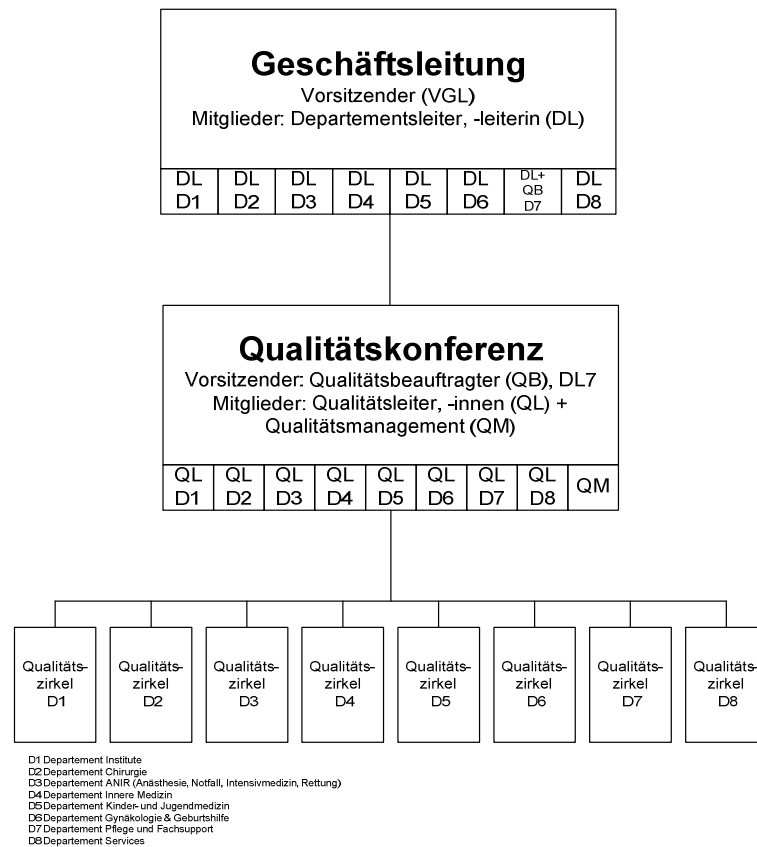 Geschäftsleitung
Vorsitzender (VGL)
Mitglieder: Departementsleiter, -leiterin (DL)
DL DL DL DL DL DL DL+ DL
QB
D1 D2 D3 D4 D5 D6 D7 D8
Qualitätskonferenz
Vorsitzender: Qualitätsbeauftragter (QB), DL7
Mitglieder: Qualitätsleiter, -innen (QL) +
Qualitätsmanagement (QM)
QL QL QL QL QL QL QL QL QM
D1 D2 D3 D4 D5 D6 D7 D8
Qualitäts- Qualitäts- Qualitäts- Qualitäts- Qualitäts- Qualitäts- Qualitäts- Qualitäts-
zirkel zirkel zirkel zirkel zirkel zirkel zirkel zirkel
D1 D2 D3 D4 D5 D6 D7 D8
D1 Departement Institute
D2 Departement Chirurgie
D3 Departement ANIR (Anästhesie, Notfall, Intensivmedizin, Rettung)
D4 Departement Innere Medizin
D5 Departement Kinder- und Jugendmedizin
D6 Departement Gynäkologie & Geburtshilfe
D7 Departement Pflege und Fachsupport
D8 Departement Services